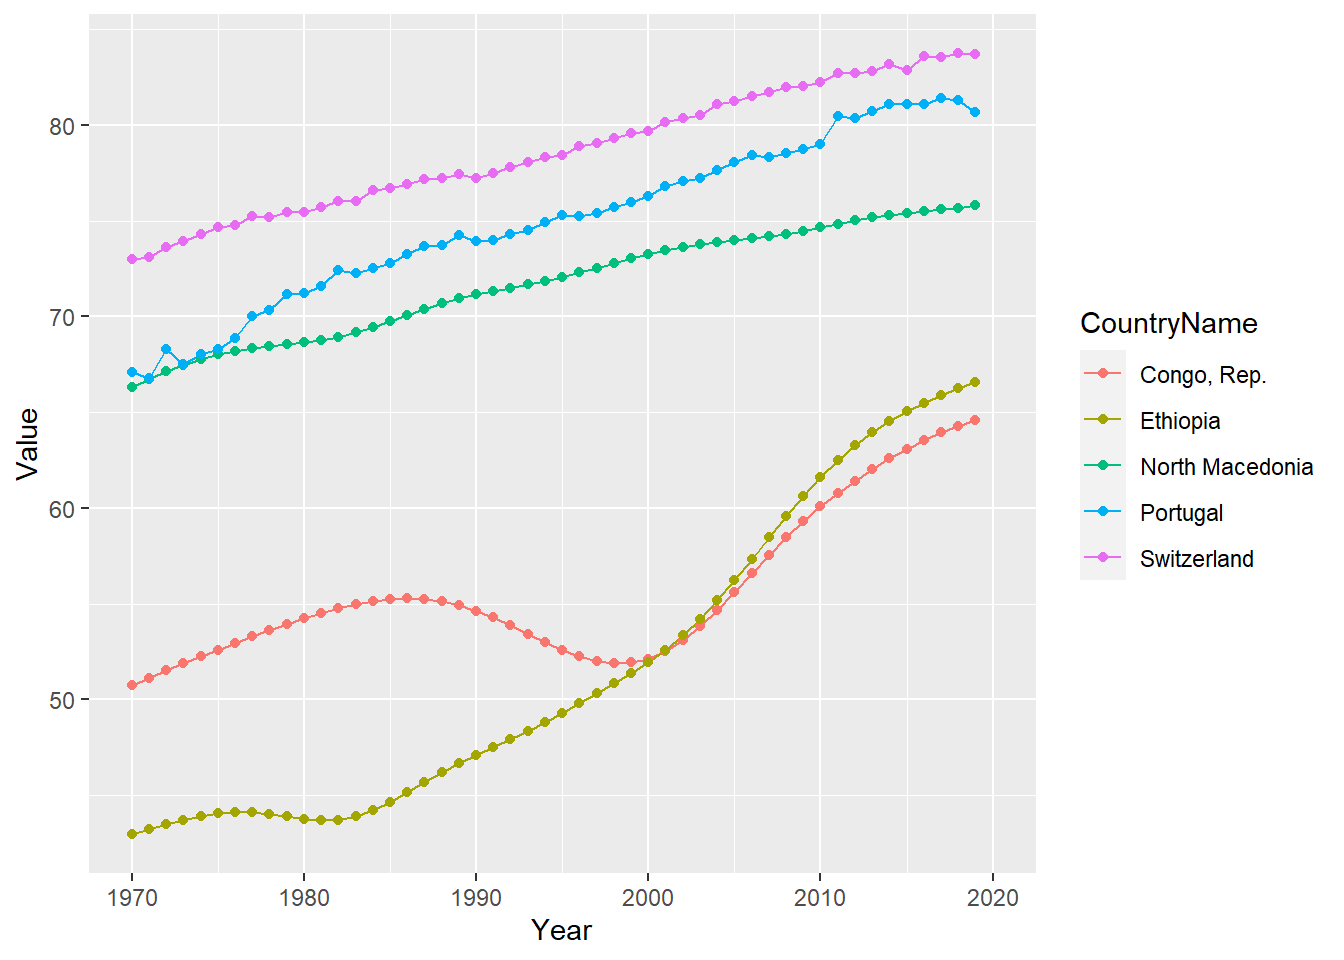 80
70
60
50
Value
1970 1980 1990 2000 2010 2020
Year
CountryName
Congo, Rep.
Ethiopia
North Macedonia
Portugal
Switzerland